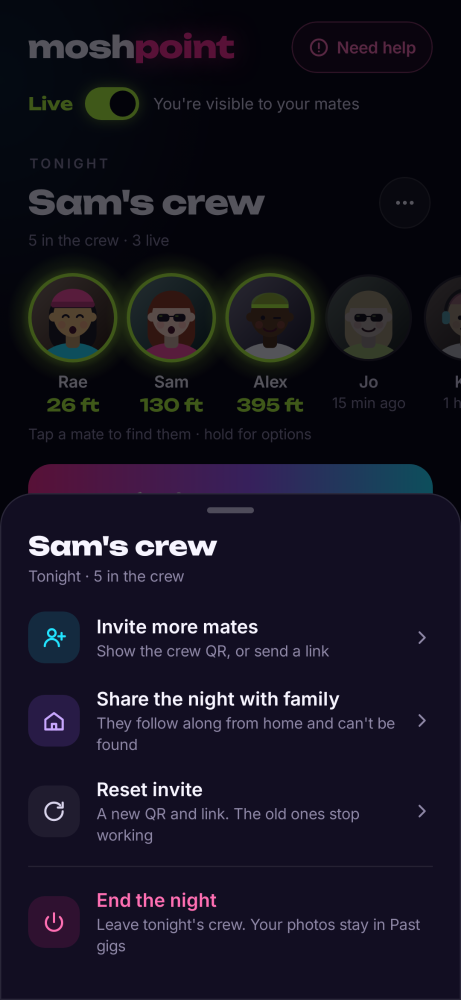 moshpoint
Need help
Live
You're visible to your mates
TONIGHT
Sam's crew
5 in the crew · 3 live
Rae
Sam
Alex
Jo
26 ft
130 ft
395 ft
15 min ago
Tap a mate to find them · hold for options
Sam's crew
Tonight · 5 in the crew
Invite more mates
Show the crew QR, or send a link
Share the night with family
They follow along from home and can't be
found
Reset invite
A new QR and link. The old ones stop
working
End the night
Leave tonight's crew. Your photos stay in Past
gigs